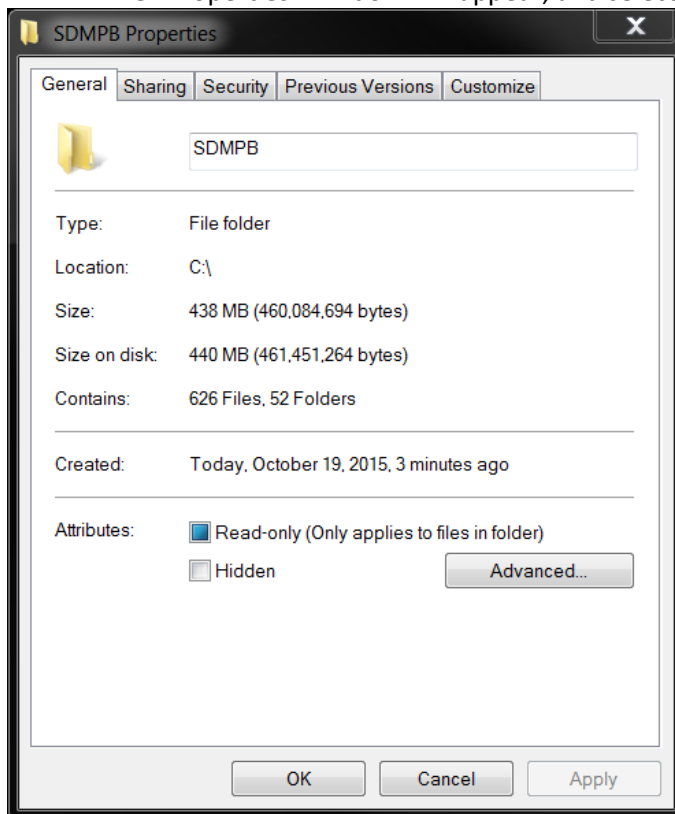 SDMPB Properties
X
General Sharing Security Previous Versions Customize
SDMPB
Type: File folder
Location: C:\
Size: 438 MB (460,084,694 bytes)
Size on disk: 440 MB (461,451,264 bytes)
Contains: 626 Files, 52 Folders
Created: Today, October 19, 2015, 3 minutes ago
Attributes: Read-only (Only applies to files in folder)
Hidden Advanced...
OK Cancel Apply